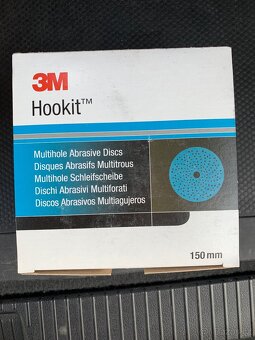 3M
Hookit™
Multihole Abrasive Discs
Disques Abrasifs Multitrous
Multihole Schleifscheibe
Dischi Abrasivi Multiforati
Discos Abrasivos Multiagujeros
150 mm